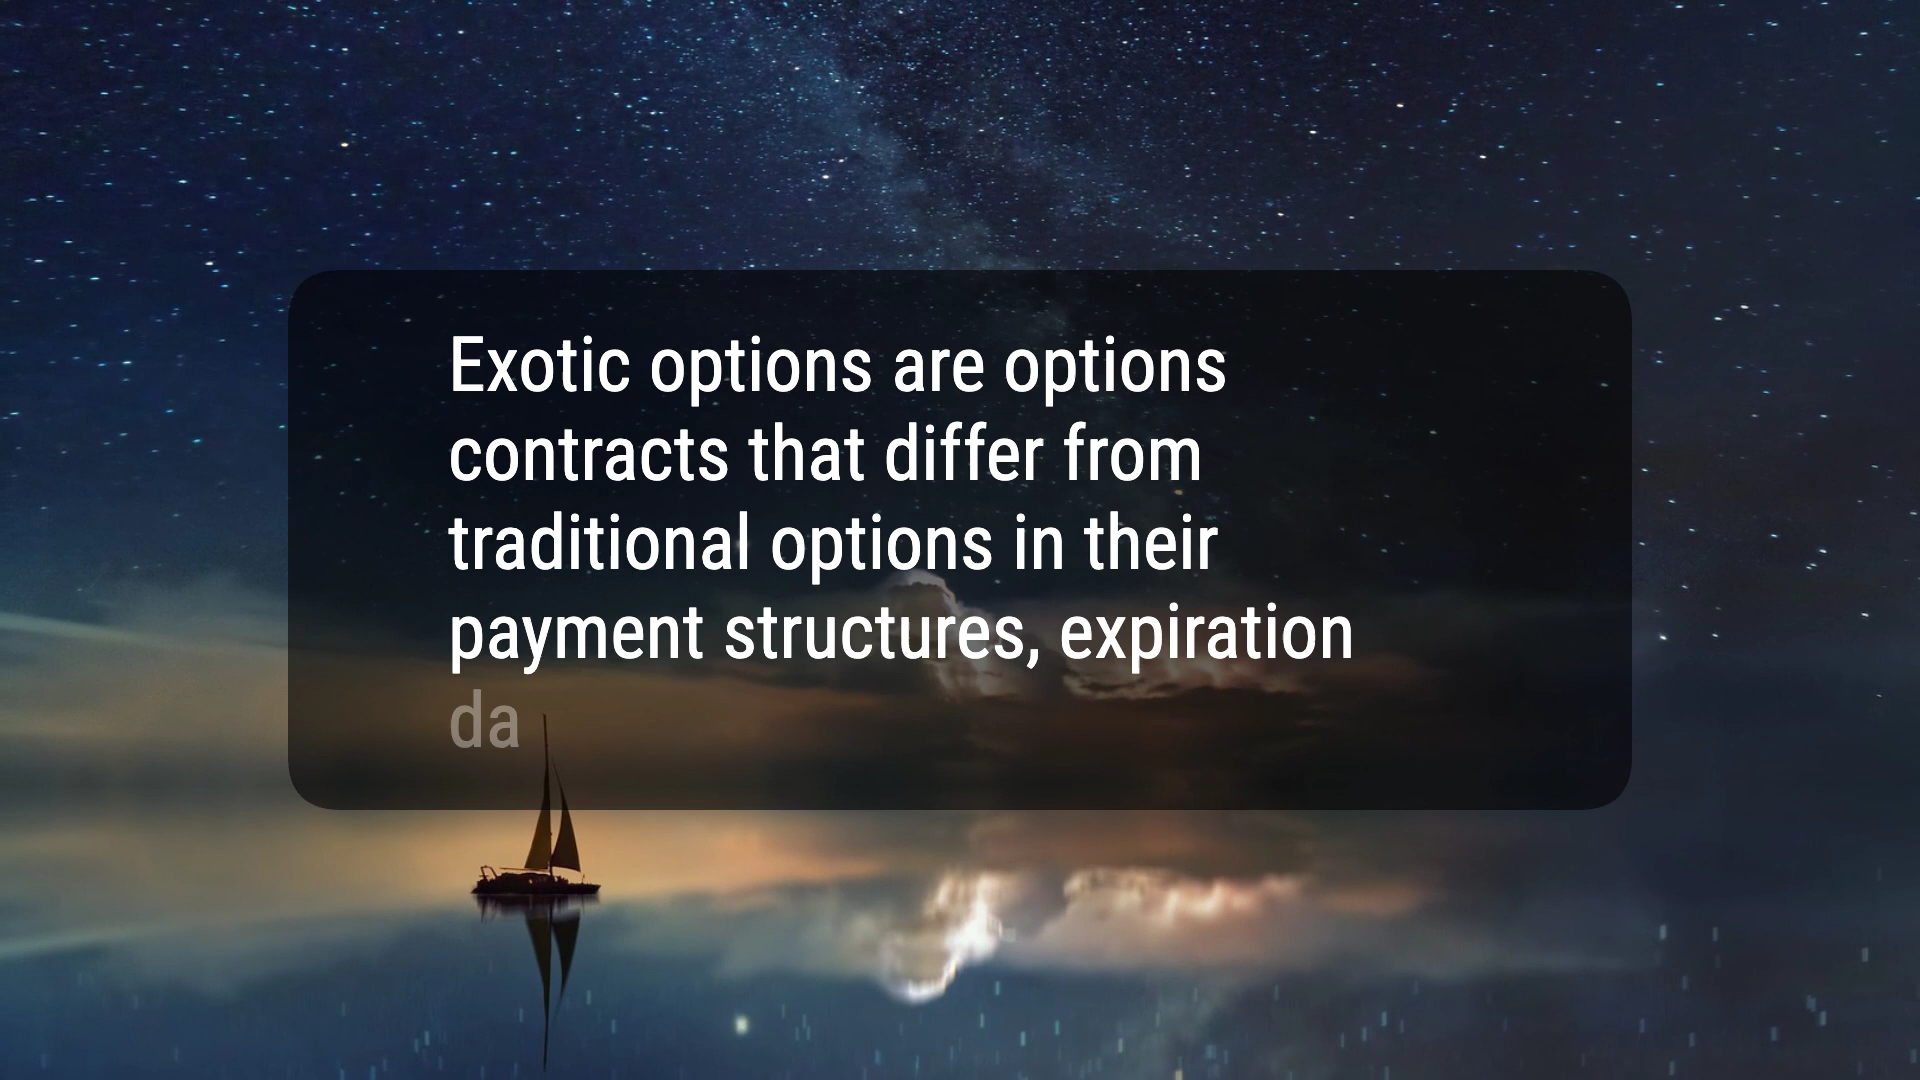 Exotic options are options
contracts that differ from
traditional options in their
payment structures, expiration
da